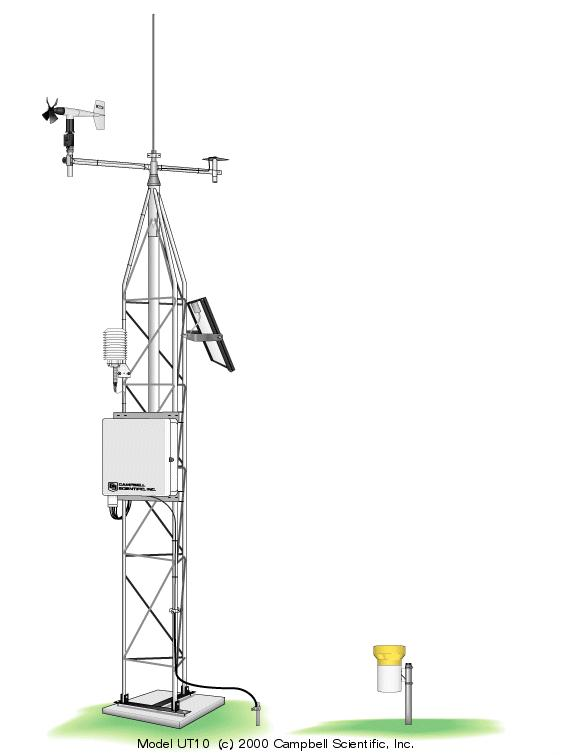 CAMPBELL
SCIENTIFIC, INC.
Model UT10 (c) 2000 Campbell Scientific, Inc.